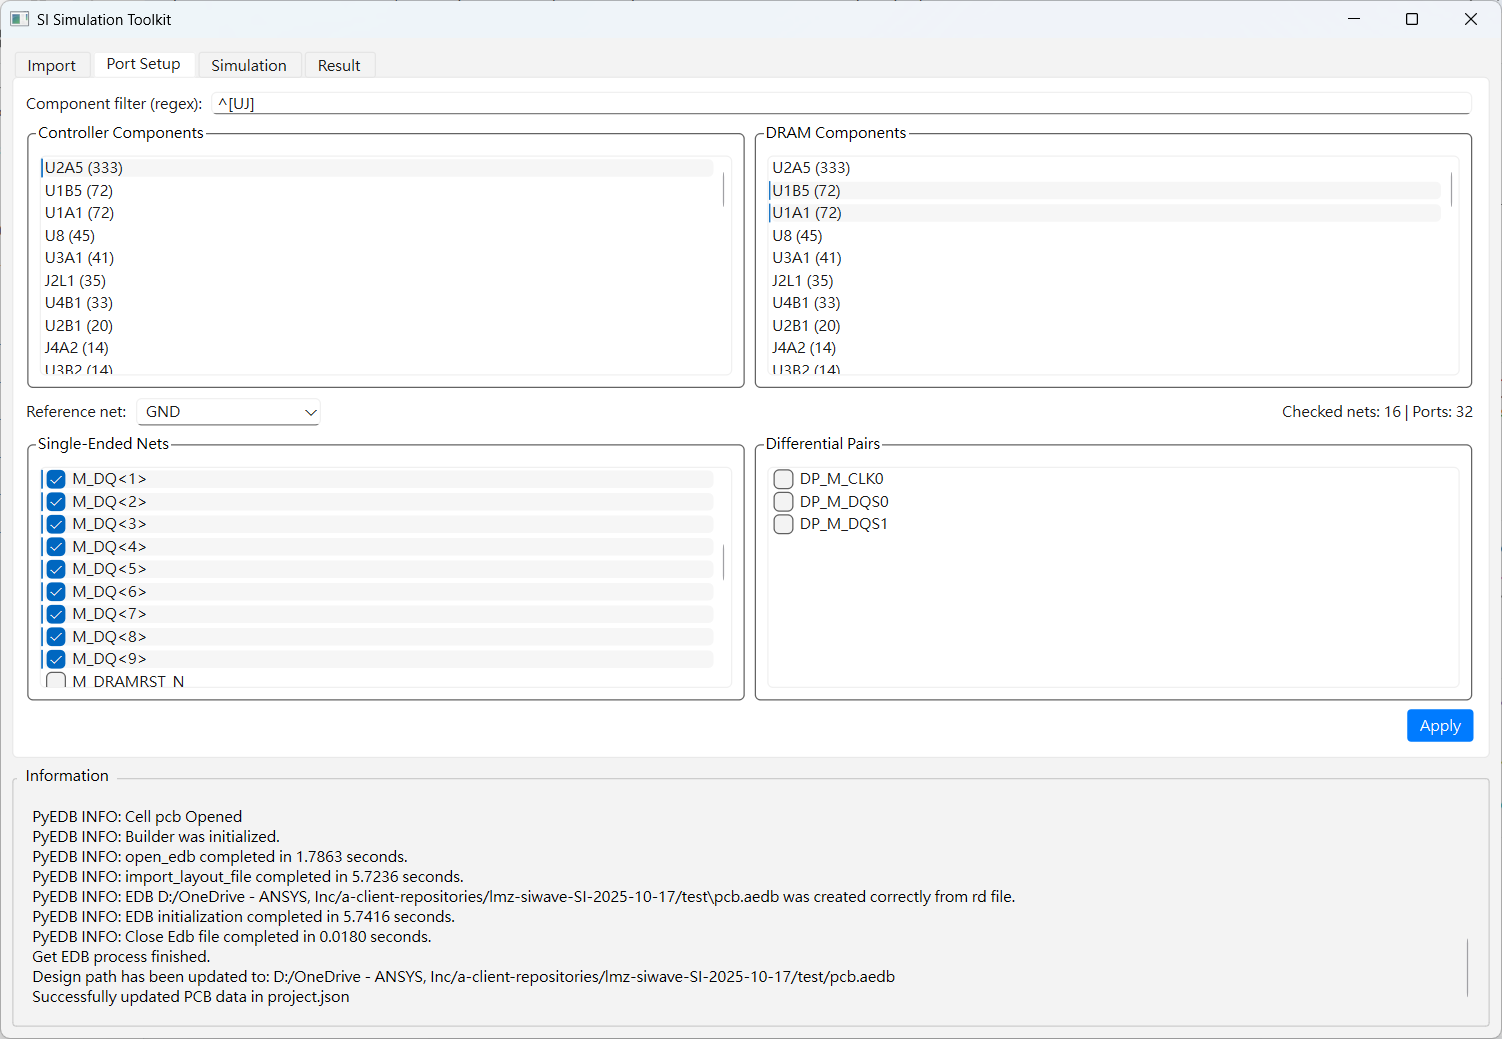 SI Simulation Toolkit
Import Port Setup Simulation Result
Component filter (regex): ^[UJ]
Controller Components
U2A5 (333)
U1B5 (72)
U1A1 (72)
U8 (45)
U3A1 (41)
J2L1 (35)
U4B1 (33)
U2B1 (20)
J4A2 (14)
U3B2 (14)
DRAM Components
U2A5 (333)
U1B5 (72)
U1A1 (72)
U8 (45)
U3A1 (41)
J2L1 (35)
U4B1 (33)
U2B1 (20)
J4A2 (14)
U3B2 (14)
Reference net: GND
Checked nets: 16 | Ports: 32
Single-Ended Nets
M_DQ<1>
M_DQ<2>
M_DQ<3>
M_DQ<4>
M_DQ<5>
M_DQ<6>
M_DQ<7>
M_DQ<8>
M_DQ<9>
M_DRAMRST_N
Differential Pairs
DP_M_CLK0
DP_M_DQS0
DP_M_DQS1
Apply
Information
PyEDB INFO: Cell pcb Opened
PyEDB INFO: Builder was initialized.
PyEDB INFO: open_edb completed in 1.7863 seconds.
PyEDB INFO: import_layout_file completed in 5.7236 seconds.
PyEDB INFO: EDB D:/OneDrive - ANSYS, Inc/a-client-repositories/lmz-siwave-SI-2025-10-17/test\pcb.aedb was created correctly from rd file.
PyEDB INFO: EDB initialization completed in 5.7416 seconds.
PyEDB INFO: Close Edb file completed in 0.0180 seconds.
Get EDB process finished.
Design path has been updated to: D:/OneDrive - ANSYS, Inc/a-client-repositories/lmz-siwave-SI-2025-10-17/test/pcb.aedb
Successfully updated PCB data in project.json